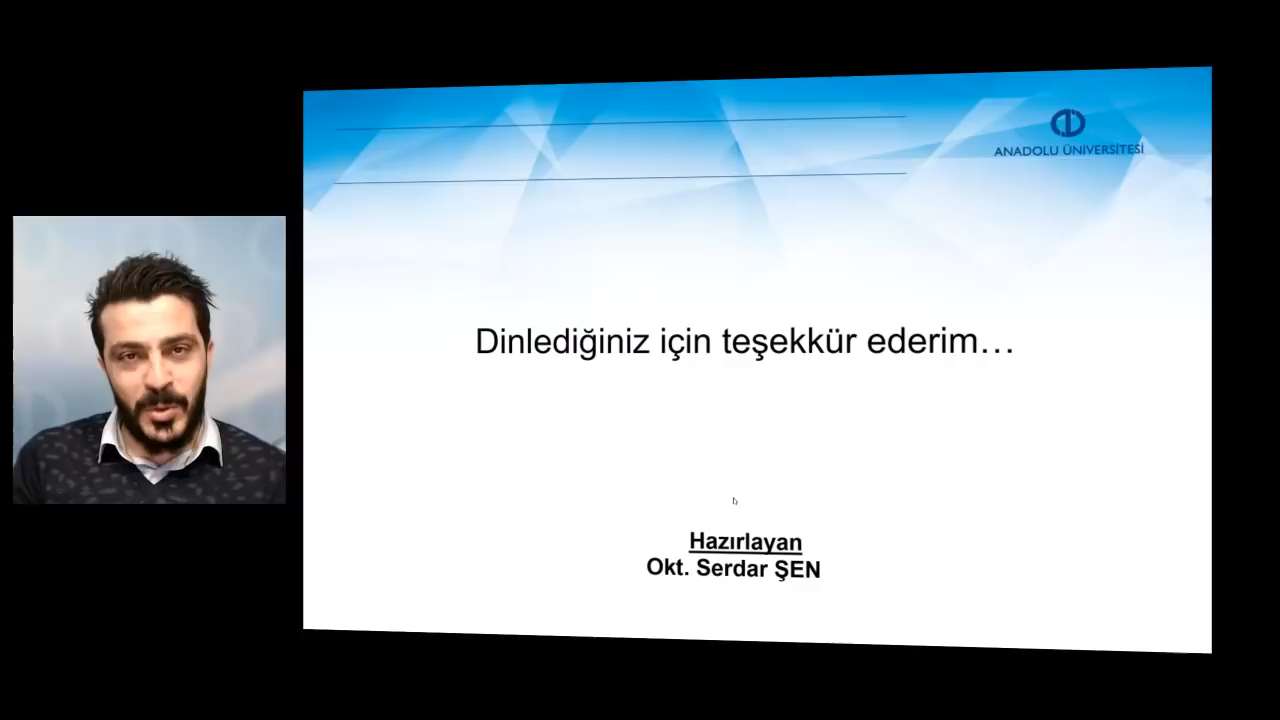 ANADOLU ÜNİVERSİTESİ
Dinlediğiniz için teşekkür ederim…
Hazırlayan
Okt. Serdar ŞEN